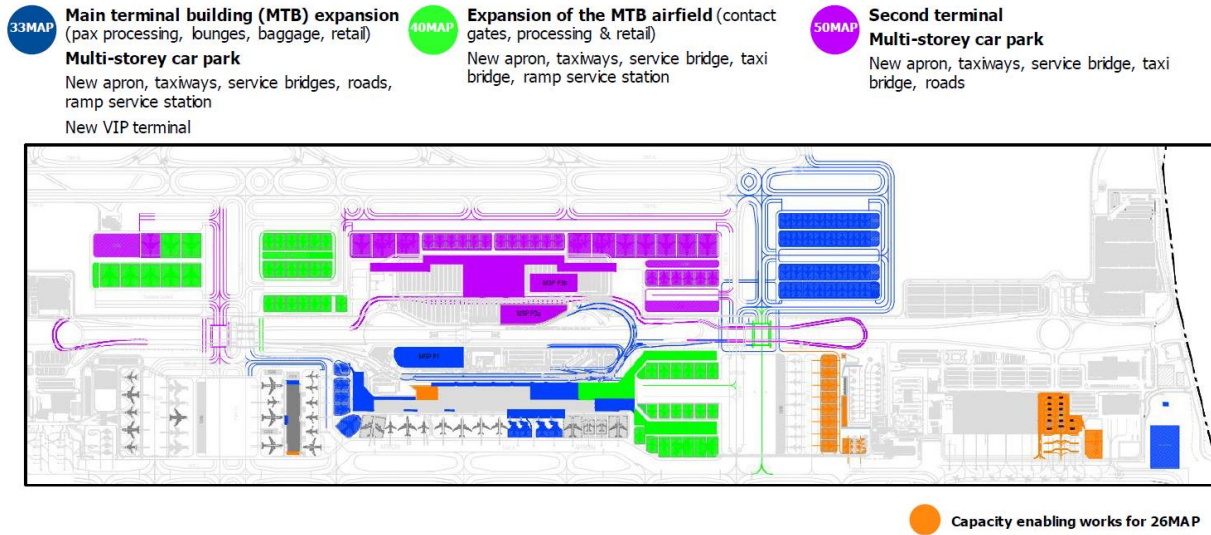 33MAP
Main terminal building (MTB) expansion
(pax processing, lounges, baggage, retail)
Multi-storey car park
New apron, taxiways, service bridges, roads,
ramp service station
New VIP terminal
40MAP
Expansion of the MTB airfield (contact
gates, processing & retail)
New apron, taxiways, service bridge, taxi
bridge, ramp service station
50MAP
Second terminal
Multi-storey car park
New apron, taxiways, service bridge, taxi
bridge, roads
MSP P1
Capacity enabling works for 26MAP